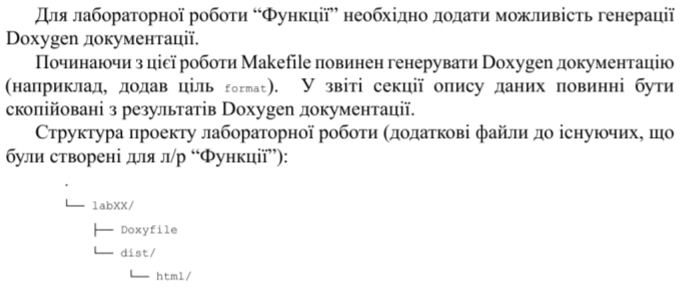 Для лабораторної роботи “Функції” необхідно додати можливість генерації
Doxygen документації.
Починаючи з цієї роботи Makefile повинен генерувати Doxygen документацію
(наприклад, додав ціль format). У звіті секції опису даних повинні бути
скопійовані з результатів Doxygen документації.
Структура проекту лабораторної роботи (додаткові файли до існуючих, що
були створені для л/р “Функції”):
.
└── labXX/
├── Doxyfile
└── dist/
└── html/